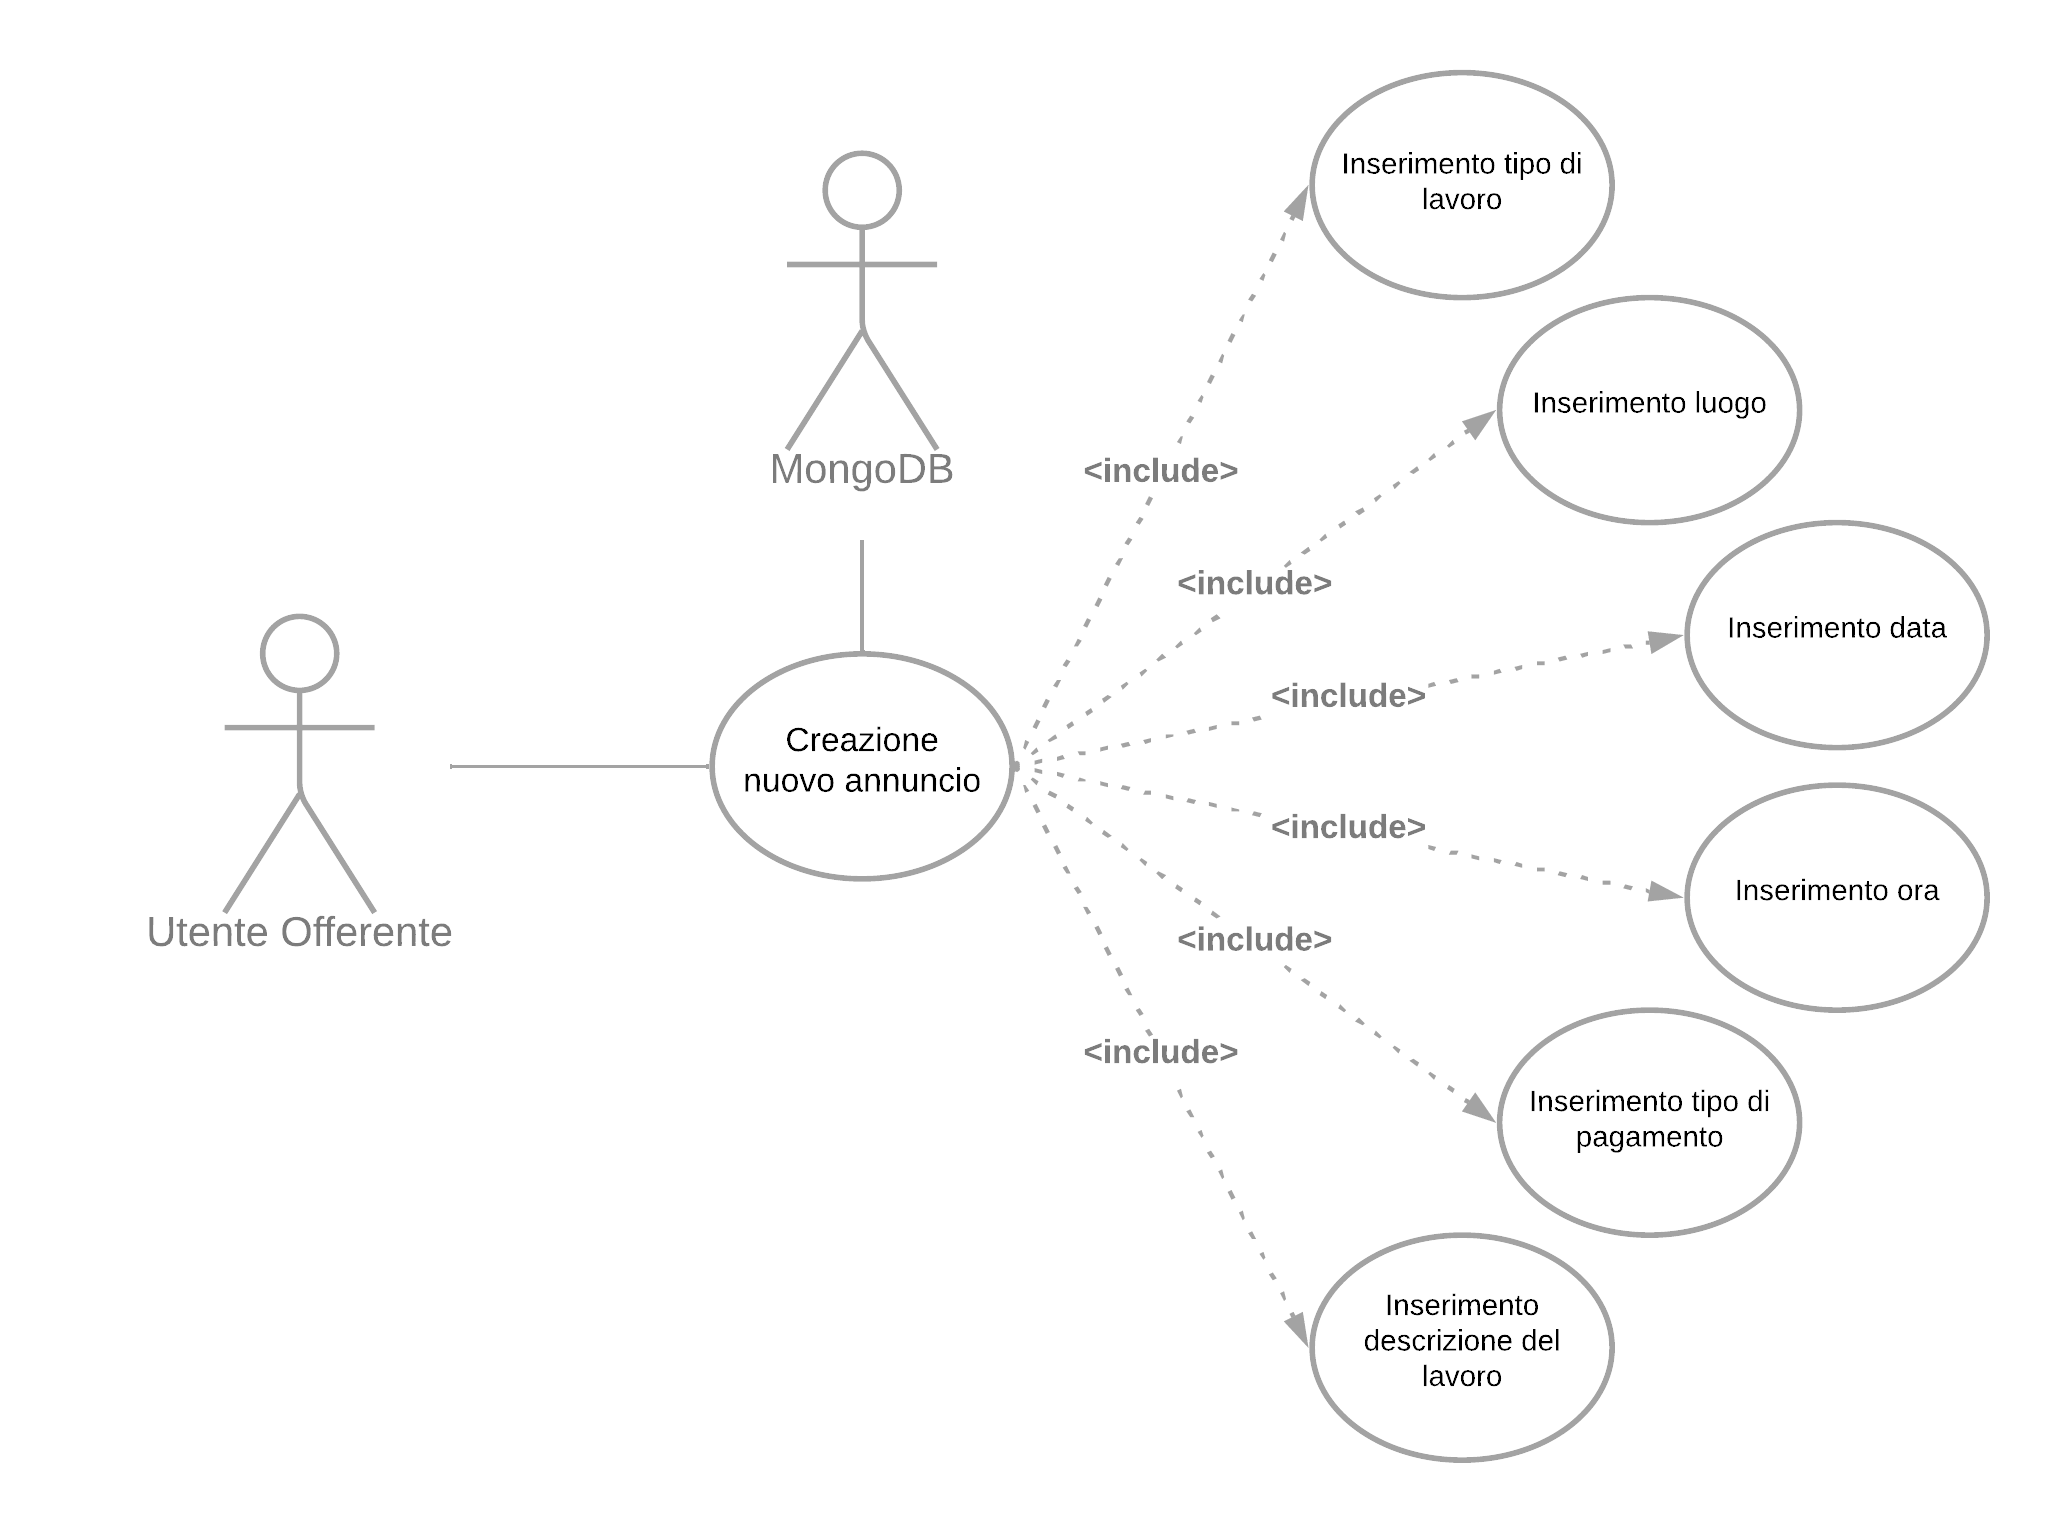 Inserimento tipo di
lavoro
Inserimento luogo
MongoDB
<include>
<include>
Inserimento data
<include>
Creazione
nuovo annuncio
<include>
Inserimento ora
Utente Offerente
<include>
<include>
Inserimento tipo di
pagamento
Inserimento
descrizione del
lavoro